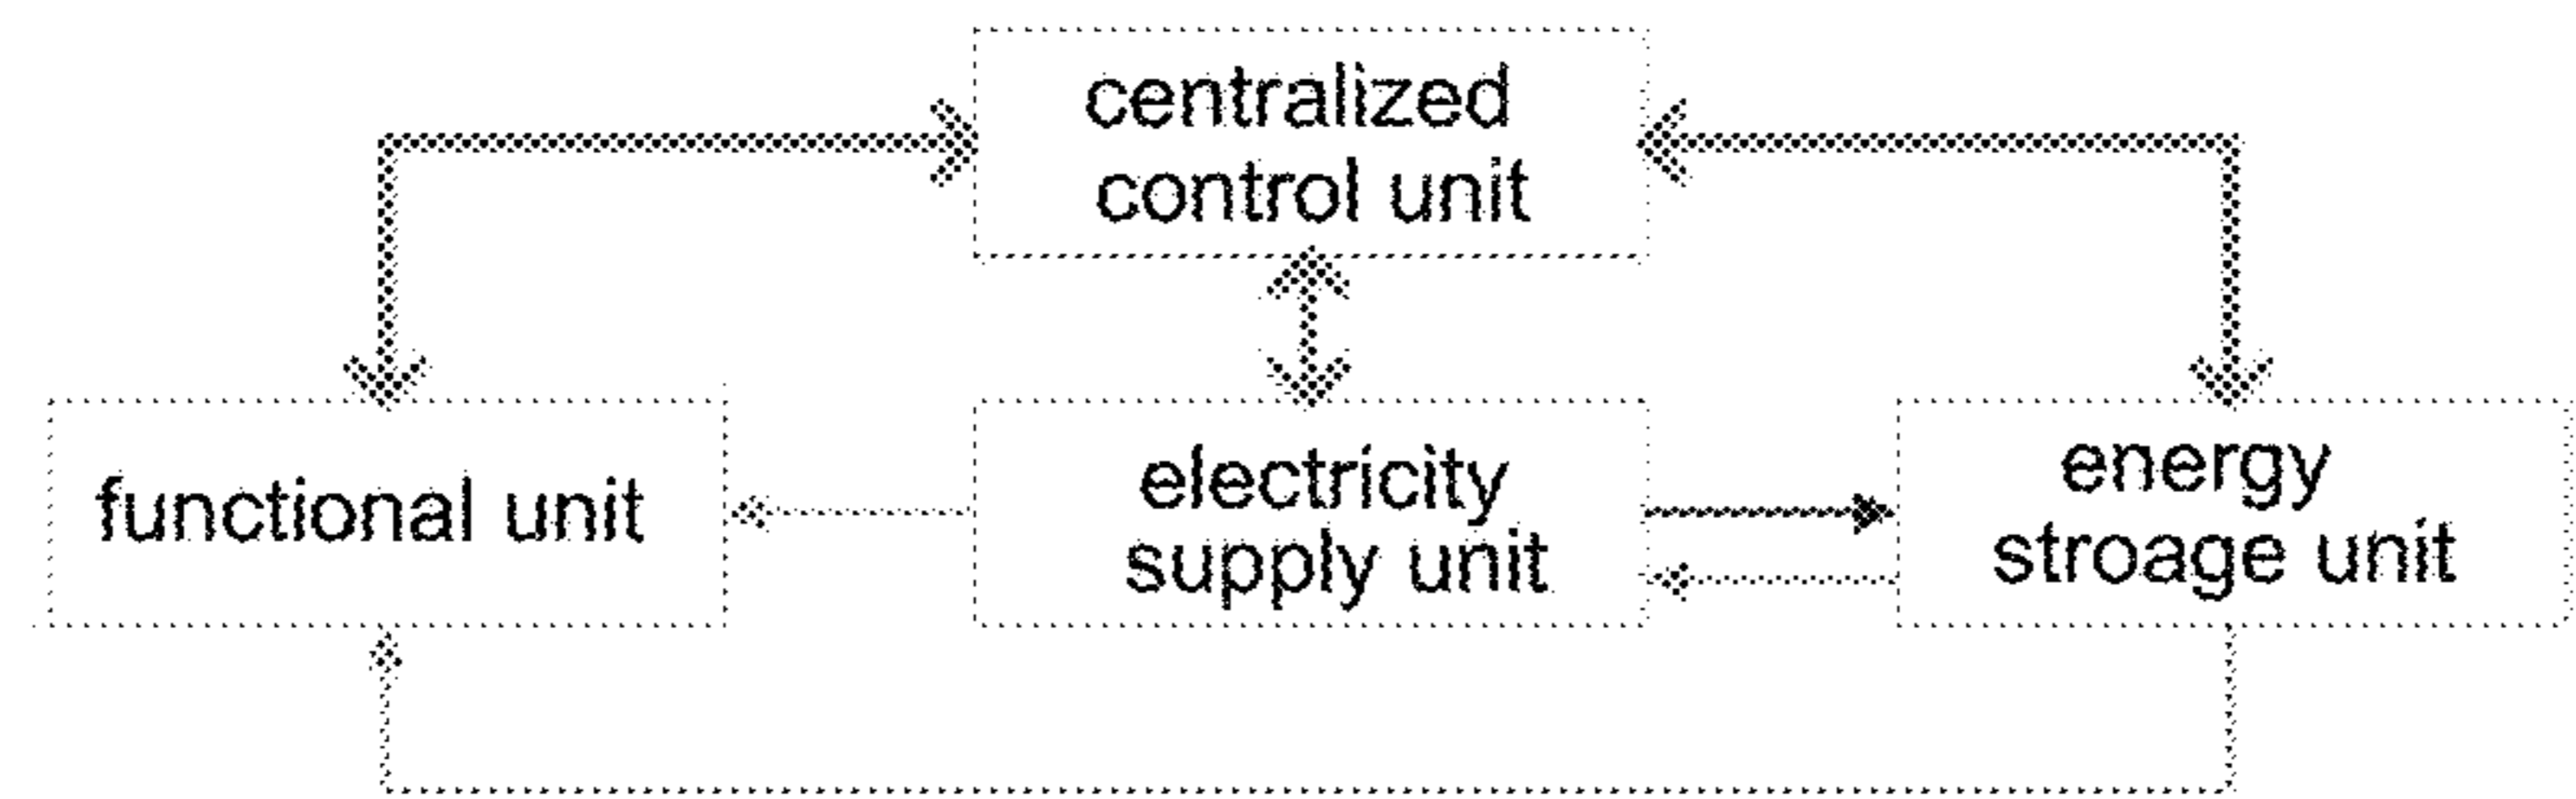 centralized
control unit
functional unit
electricity
supply unit
energy
stroage unit